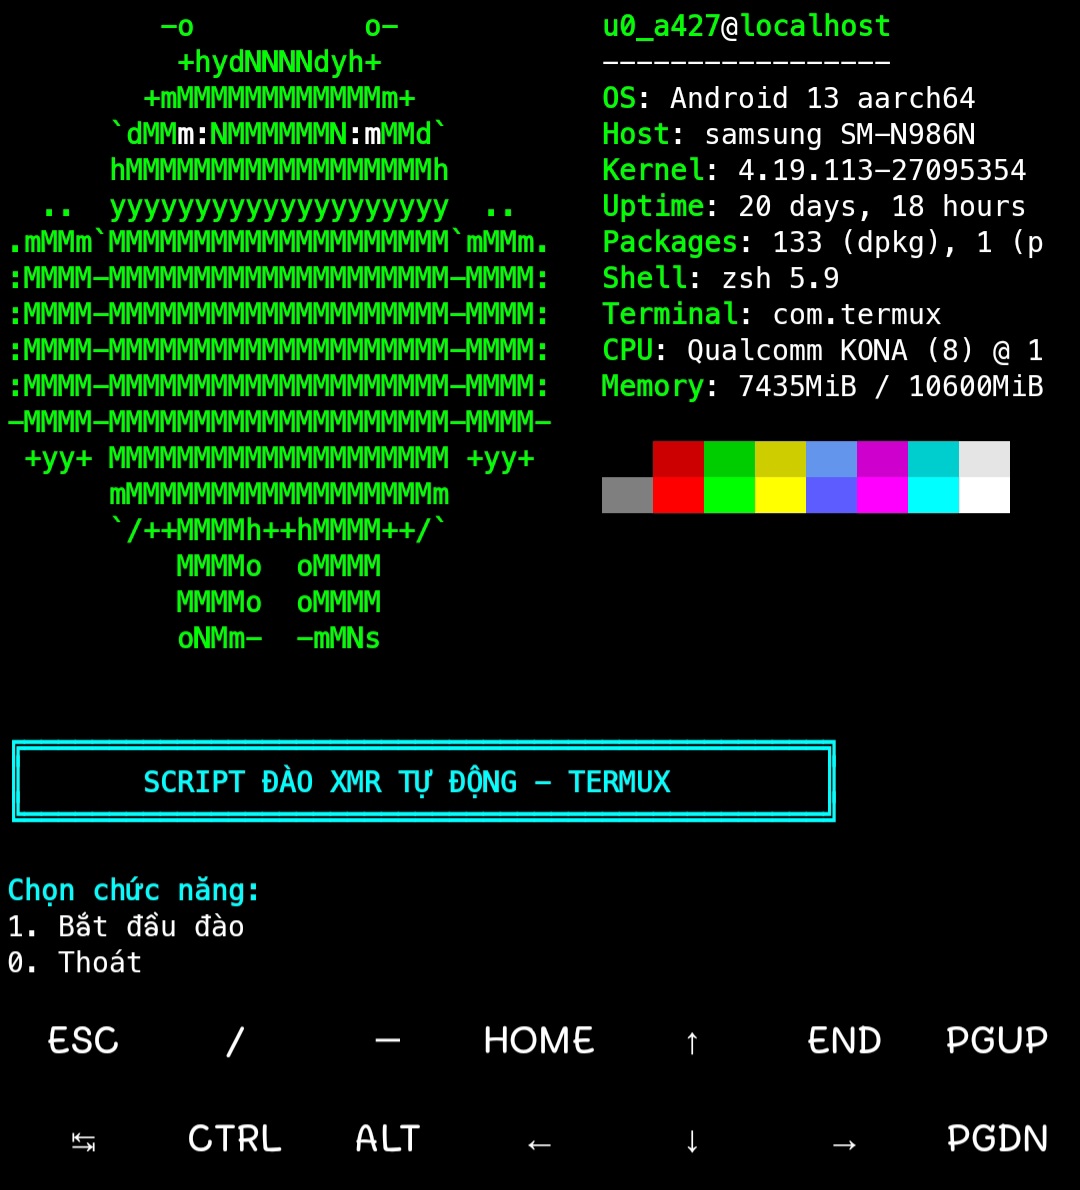 −o          o−
+hydNNNNdyh+
+mMMMMMMMMMMMMm+
`dMMm:NMMMMMMN:mMMd`
hMMMMMMMMMMMMMMMMMMh
..  yyyyyyyyyyyyyyyyyyyy  ..
.mMMm`MMMMMMMMMMMMMMMMMMMM`mMMm.
:MMMM−MMMMMMMMMMMMMMMMMMMM−MMMM:
:MMMM−MMMMMMMMMMMMMMMMMMMM−MMMM:
:MMMM−MMMMMMMMMMMMMMMMMMMM−MMMM:
:MMMM−MMMMMMMMMMMMMMMMMMMM−MMMM:
−MMMM−MMMMMMMMMMMMMMMMMMMM−MMMM−
+yy+ MMMMMMMMMMMMMMMMMMMM +yy+
mMMMMMMMMMMMMMMMMMMm
`/++MMMMh++hMMMM++/`
MMMMo  oMMMM
MMMMo  oMMMM
oNMm−  −mMNs
u0_a427@localhost
−−−−−−−−−−−−−−−−−
OS: Android 13 aarch64
Host: samsung SM−N986N
Kernel: 4.19.113−27095354
Uptime: 20 days, 18 hours
Packages: 133 (dpkg), 1 (p
Shell: zsh 5.9
Terminal: com.termux
CPU: Qualcomm KONA (8) @ 1
Memory: 7435MiB / 10600MiB
SCRIPT ĐÀO XMR TỰ ĐỘNG − TERMUX
Chọn chức năng:
1. Bắt đầu đào
0. Thoát
ESC / − HOME ↑ END PGUP
↹ CTRL ALT ← ↓ → PGDN